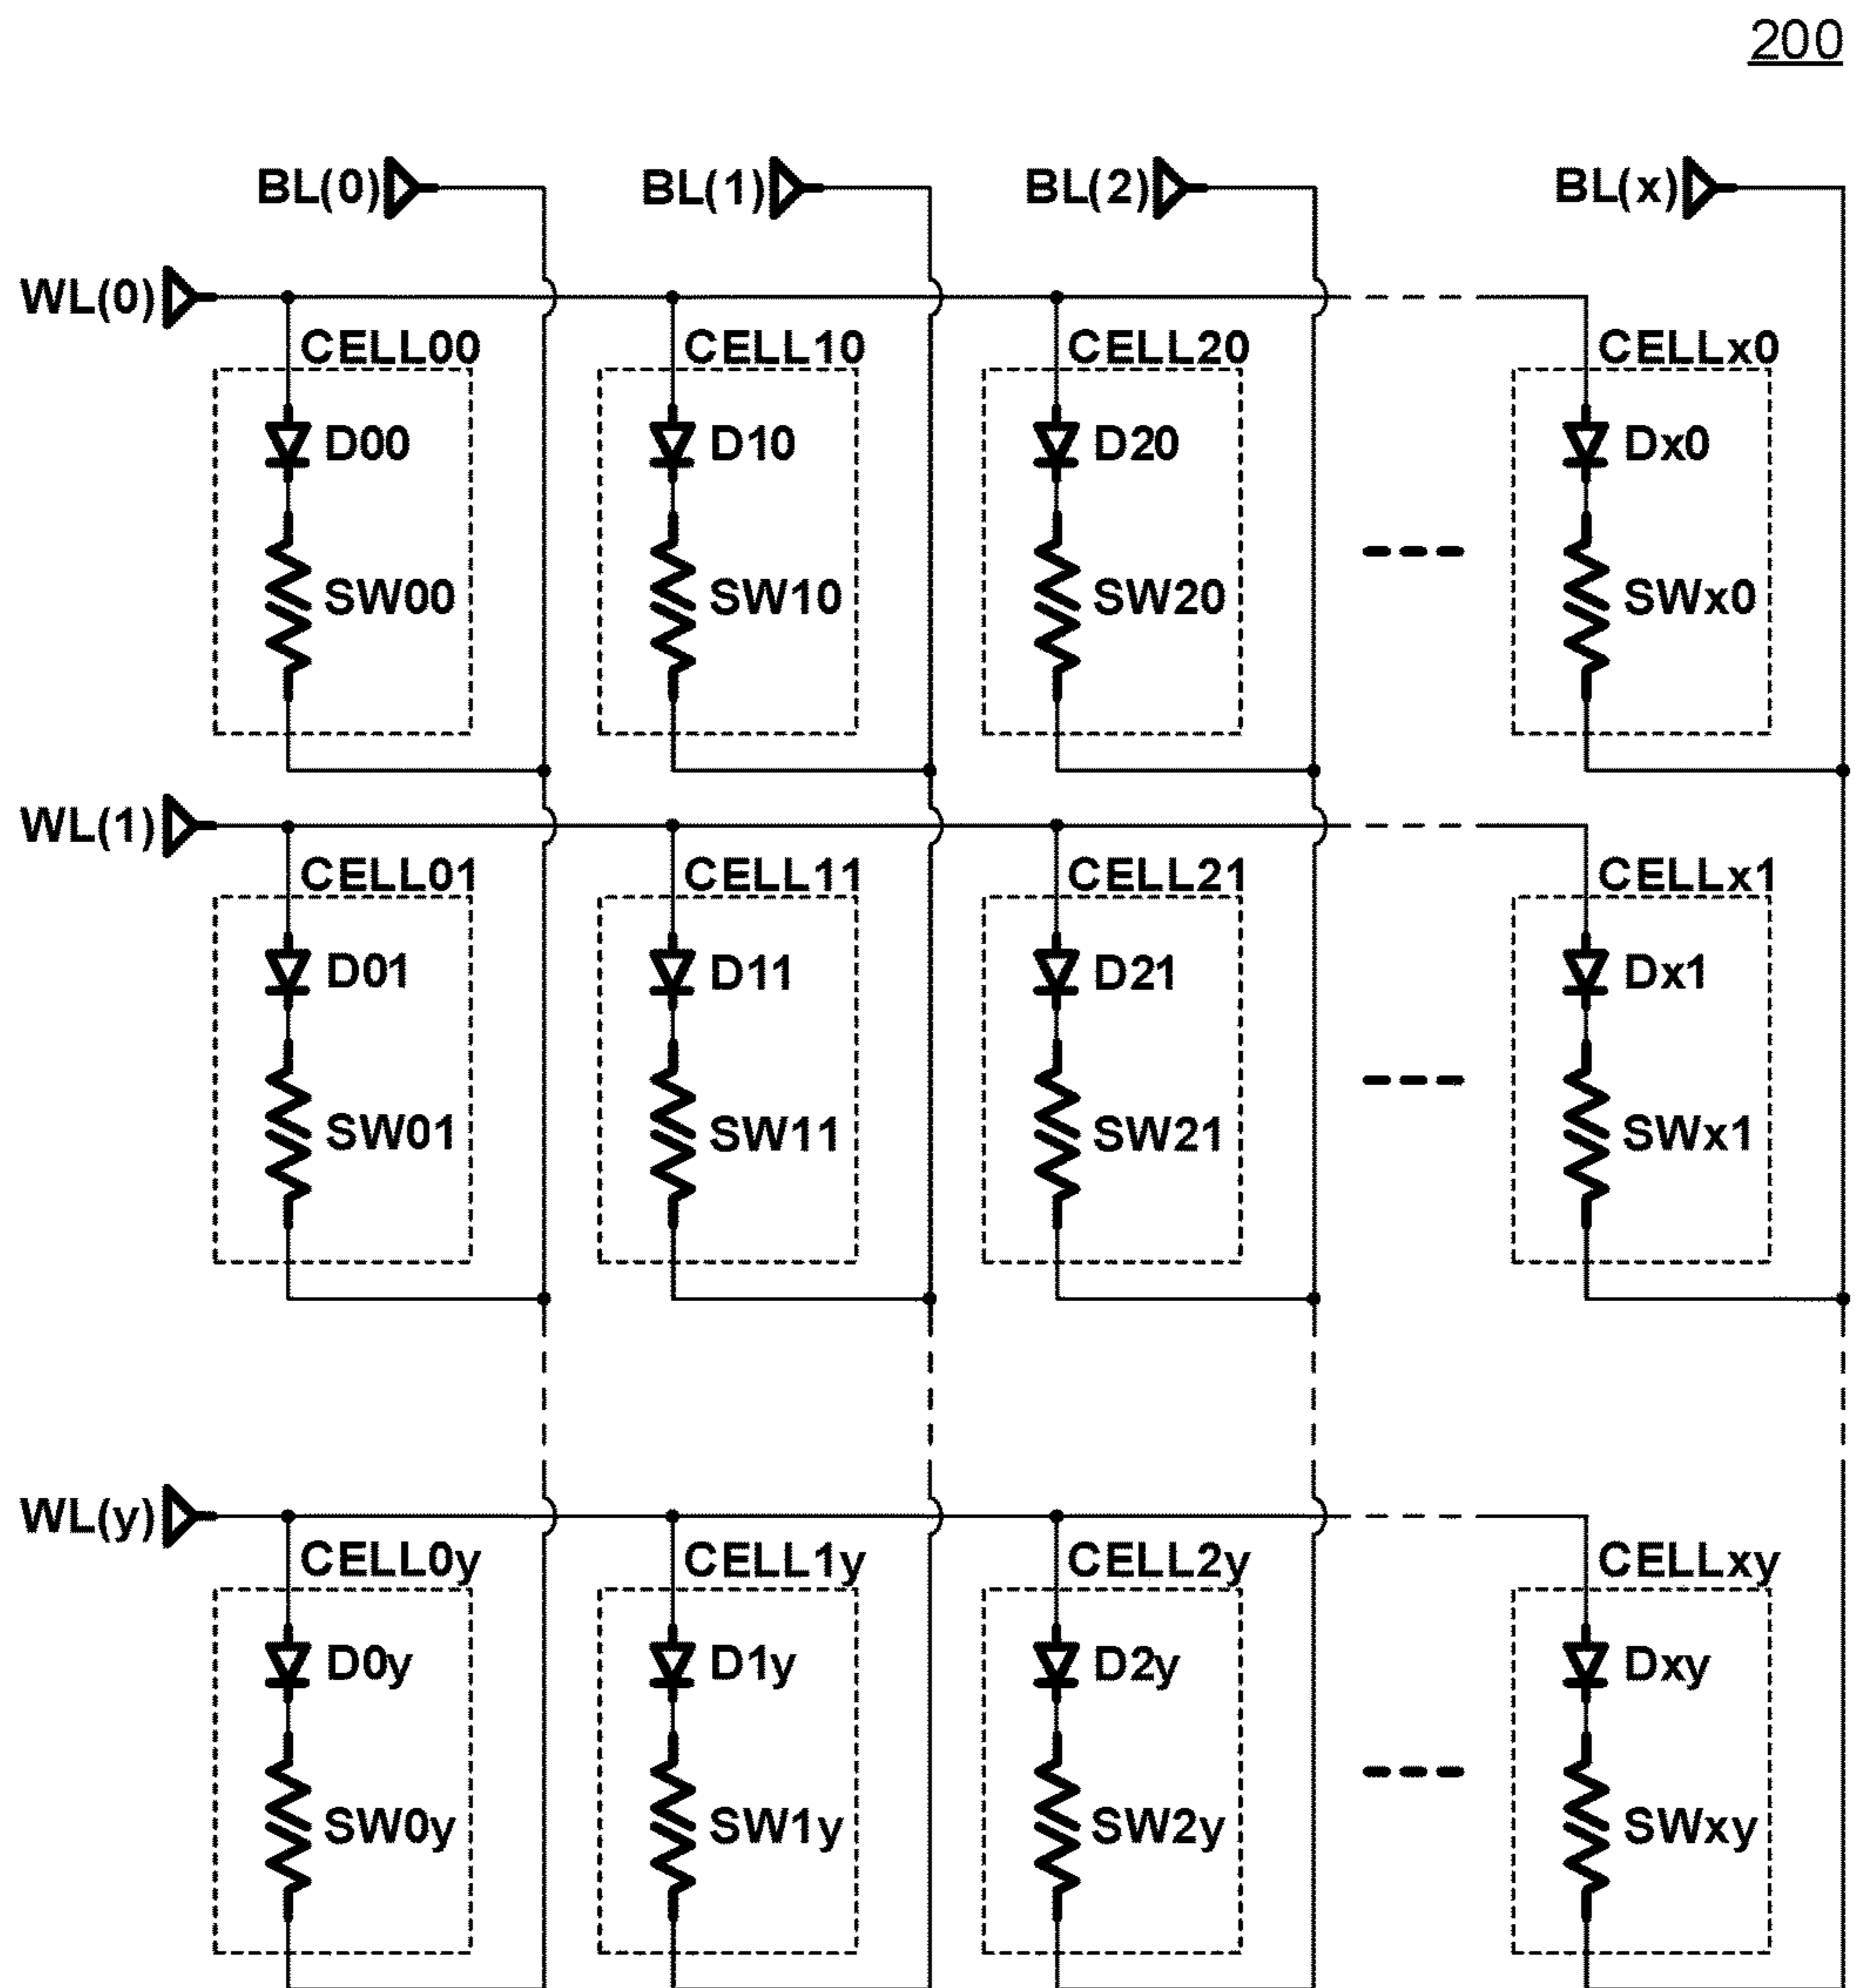 200
BL(0) BL(1) BL(2) BL(x)
WL(0)
CELL00 CELL10 CELL20 CELLx0
D00 D10 D20 Dx0
SW00 SW10 SW20 SWx0
WL(1)
CELL01 CELL11 CELL21 CELLx1
D01 D11 D21 Dx1
SW01 SW11 SW21 SWx1
WL(y)
CELL0y CELL1y CELL2y CELLxy
D0y D1y D2y Dxy
SW0y SW1y SW2y SWxy